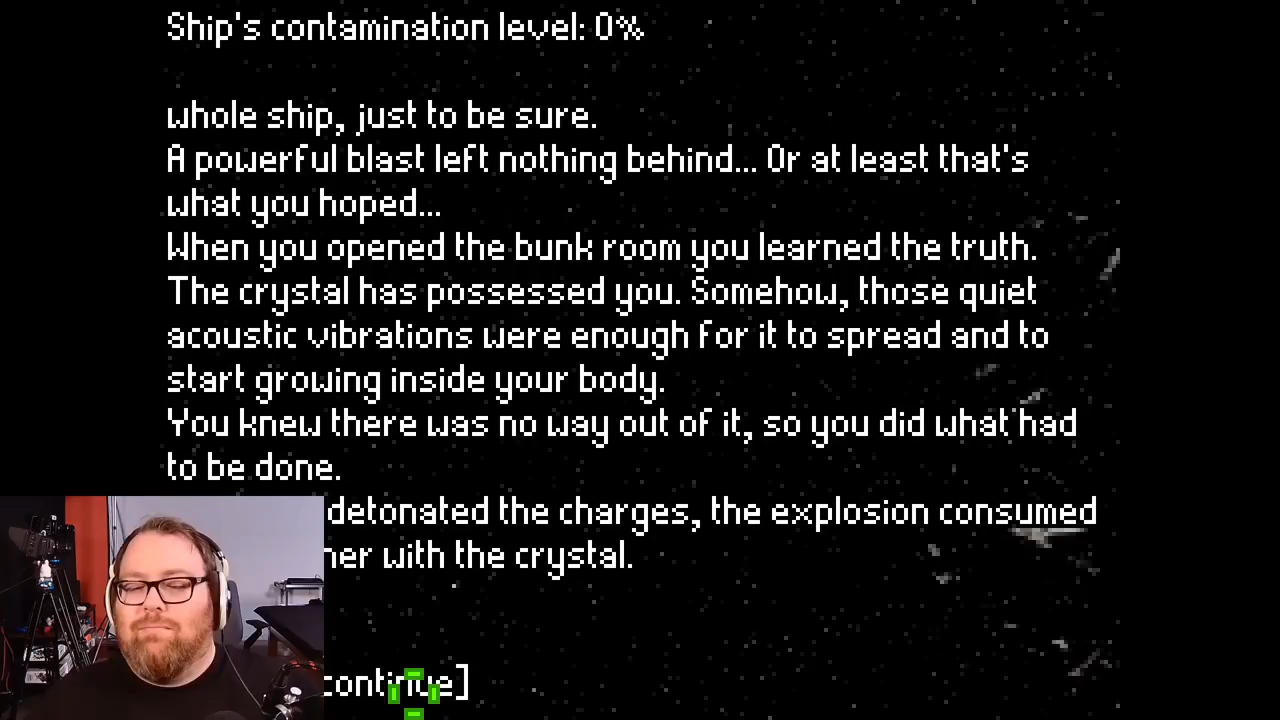 Ship's contamination level: 0%
whole ship, just to be sure.
A powerful blast left nothing behind... Or at least that's
what you hoped...
When you opened the bunk room you learned the truth.
The crystal has possessed you. Somehow, those quiet
acoustic vibrations were enough for it to spread and to
start growing inside your body.
You knew there was no way out of it, so you did what had
to be done.
detonated the charges, the explosion consumed
her with the crystal.
continue]